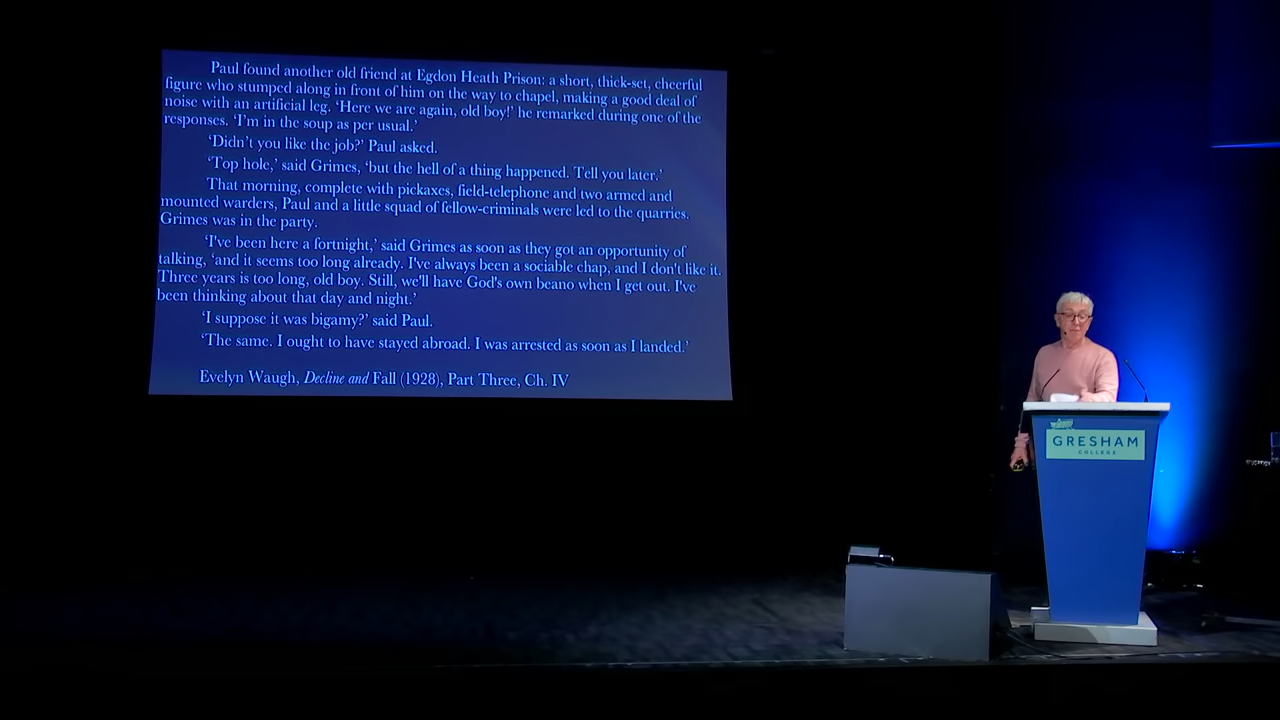 Paul found another old friend at Egdon Heath Prison: a short, thick-set, cheerful
figure who stumped along in front of him on the way to chapel, making a good deal of
noise with an artificial leg. ‘Here we are again, old boy!’ he remarked during one of the
responses. ‘I’m in the soup as per usual.’
‘Didn’t you like the job?’ Paul asked.
‘Top hole,’ said Grimes, ‘but the hell of a thing happened. Tell you later.’
That morning, complete with pickaxes, field-telephone and two armed and
mounted warders, Paul and a little squad of fellow-criminals were led to the quarries.
Grimes was in the party.
‘I've been here a fortnight,’ said Grimes as soon as they got an opportunity of
talking, ‘and it seems too long already. I've always been a sociable chap, and I don't like it.
Three years is too long, old boy. Still, we'll have God's own beano when I get out. I've
been thinking about that day and night.’
‘I suppose it was bigamy?’ said Paul.
‘The same. I ought to have stayed abroad. I was arrested as soon as I landed.’
Evelyn Waugh, Decline and Fall (1928), Part Three, Ch. IV
GRESHAM
COLLEGE